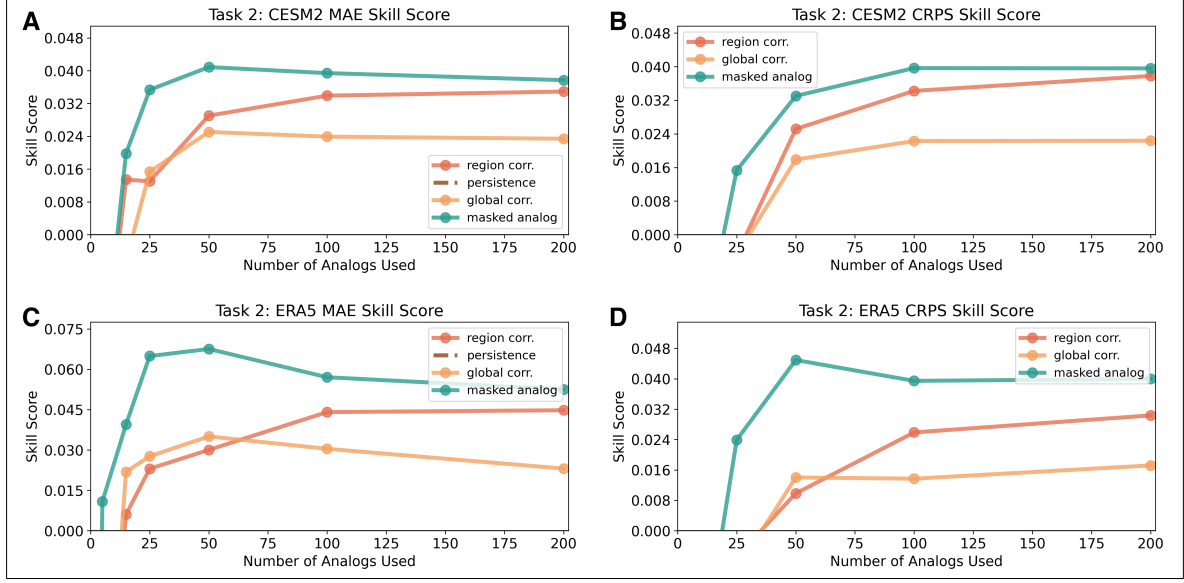 A
Task 2: CESM2 MAE Skill Score
0.048
0.040
0.032
0.024
0.016
0.008
0.000
Skill Score
0 25 50 75 100 125 150 175 200
Number of Analogs Used
region corr.
persistence
global corr.
masked analog
B
Task 2: CESM2 CRPS Skill Score
0.048
0.040
0.032
0.024
0.016
0.008
0.000
Skill Score
0 25 50 75 100 125 150 175 200
Number of Analogs Used
region corr.
global corr.
masked analog
C
Task 2: ERA5 MAE Skill Score
0.075
0.060
0.045
0.030
0.015
0.000
Skill Score
0 25 50 75 100 125 150 175 200
Number of Analogs Used
region corr.
persistence
global corr.
masked analog
D
Task 2: ERA5 CRPS Skill Score
0.048
0.040
0.032
0.024
0.016
0.008
0.000
Skill Score
0 25 50 75 100 125 150 175 200
Number of Analogs Used
region corr.
global corr.
masked analog